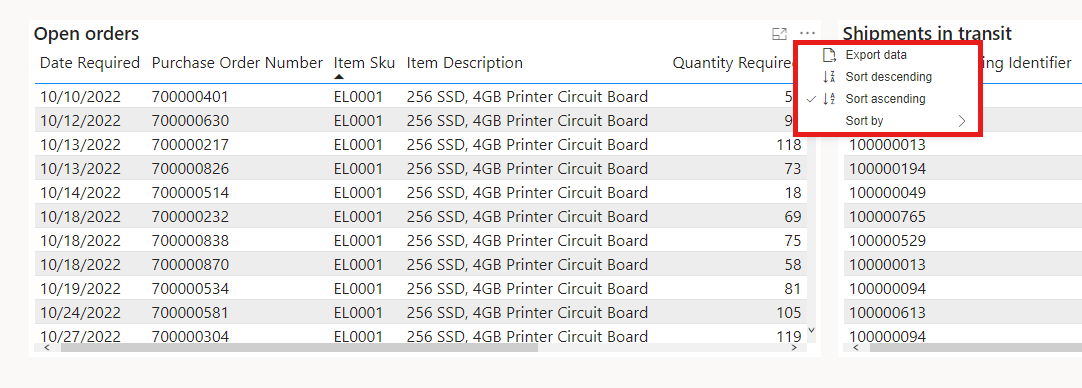 Open orders Shipments in transit
Date Required Purchase Order Number Item Sku Item Description Quantity Required Identifier
Export data
Sort descending
Sort ascending
Sort by
10/10/2022 700000401 EL0001 256 SSD, 4GB Printer Circuit Board
10/12/2022 700000630 EL0001 256 SSD, 4GB Printer Circuit Board
10/13/2022 700000217 EL0001 256 SSD, 4GB Printer Circuit Board 118 100000013
10/13/2022 700000826 EL0001 256 SSD, 4GB Printer Circuit Board 73 100000194
10/14/2022 700000514 EL0001 256 SSD, 4GB Printer Circuit Board 18 100000049
10/18/2022 700000232 EL0001 256 SSD, 4GB Printer Circuit Board 69 100000765
10/18/2022 700000838 EL0001 256 SSD, 4GB Printer Circuit Board 75 100000529
10/18/2022 700000870 EL0001 256 SSD, 4GB Printer Circuit Board 58 100000013
10/19/2022 700000534 EL0001 256 SSD, 4GB Printer Circuit Board 81 100000094
10/24/2022 700000581 EL0001 256 SSD, 4GB Printer Circuit Board 105 100000613
10/27/2022 700000304 EL0001 256 SSD, 4GB Printer Circuit Board 119 100000094